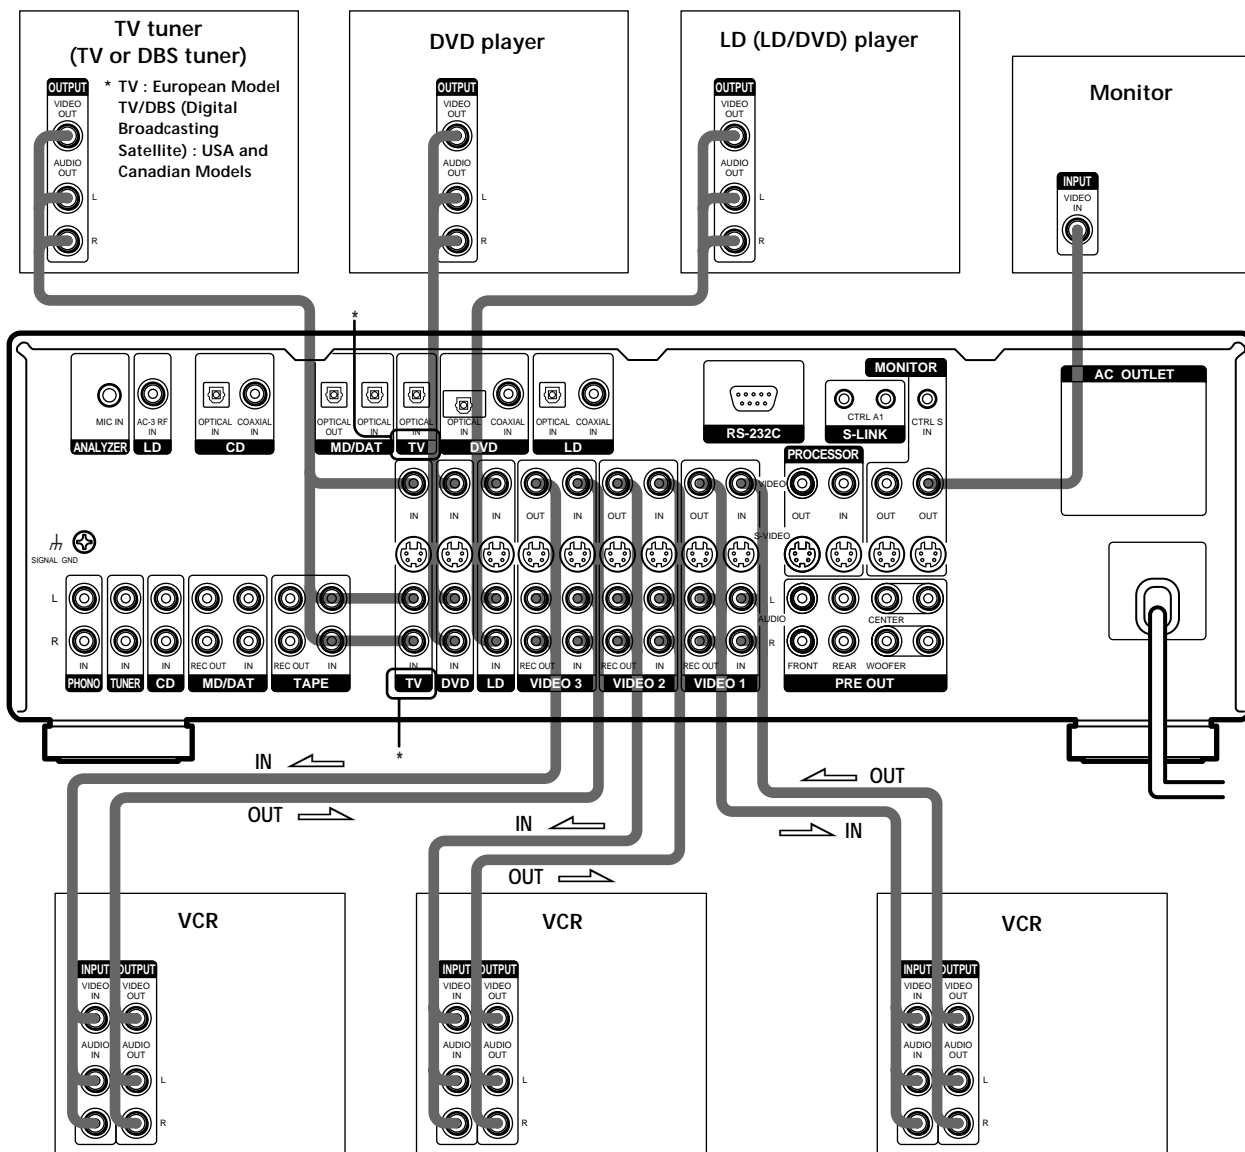 TV tuner
(TV or DBS tuner)
OUTPUT
VIDEO
OUT
AUDIO
OUT
L
R
* TV : European Model
TV/DBS (Digital
Broadcasting
Satellite) : USA and
Canadian Models
DVD player
OUTPUT
VIDEO
OUT
AUDIO
OUT
L
R
LD (LD/DVD) player
OUTPUT
VIDEO
OUT
AUDIO
OUT
L
R
Monitor
INPUT
VIDEO
IN
*
MIC IN
ANALYZER
AC-3 RF
IN
LD
OPTICAL
IN
COAXIAL
IN
CD
OPTICAL
OUT
OPTICAL
IN
MD/DAT
OPTICAL
IN
TV
OPTICAL
IN
COAXIAL
IN
DVD
OPTICAL
IN
COAXIAL
IN
LD
RS-232C
CTRL A1
S-LINK
MONITOR
CTRL S
IN
AC OUTLET
PROCESSOR
VIDEO
IN
IN
IN
OUT
IN
OUT
IN
OUT
IN
OUT
IN
OUT
OUT
S-VIDEO
SIGNAL GND
L
R
AUDIO
L
R
CENTER
IN
IN
IN
REC OUT
IN
REC OUT
IN
IN
IN
IN
REC OUT
IN
REC OUT
IN
REC OUT
IN
FRONT
REAR
WOOFER
PHONO
TUNER
CD
MD/DAT
TAPE
TV
DVD
LD
VIDEO 3
VIDEO 2
VIDEO 1
PRE OUT
*
IN
OUT
IN
OUT
OUT
IN
VCR
INPUT
OUTPUT
VIDEO
IN
VIDEO
OUT
AUDIO
IN
AUDIO
OUT
L
R
VCR
INPUT
OUTPUT
VIDEO
IN
VIDEO
OUT
AUDIO
IN
AUDIO
OUT
L
R
VCR
INPUT
OUTPUT
VIDEO
IN
VIDEO
OUT
AUDIO
IN
AUDIO
OUT
L
R